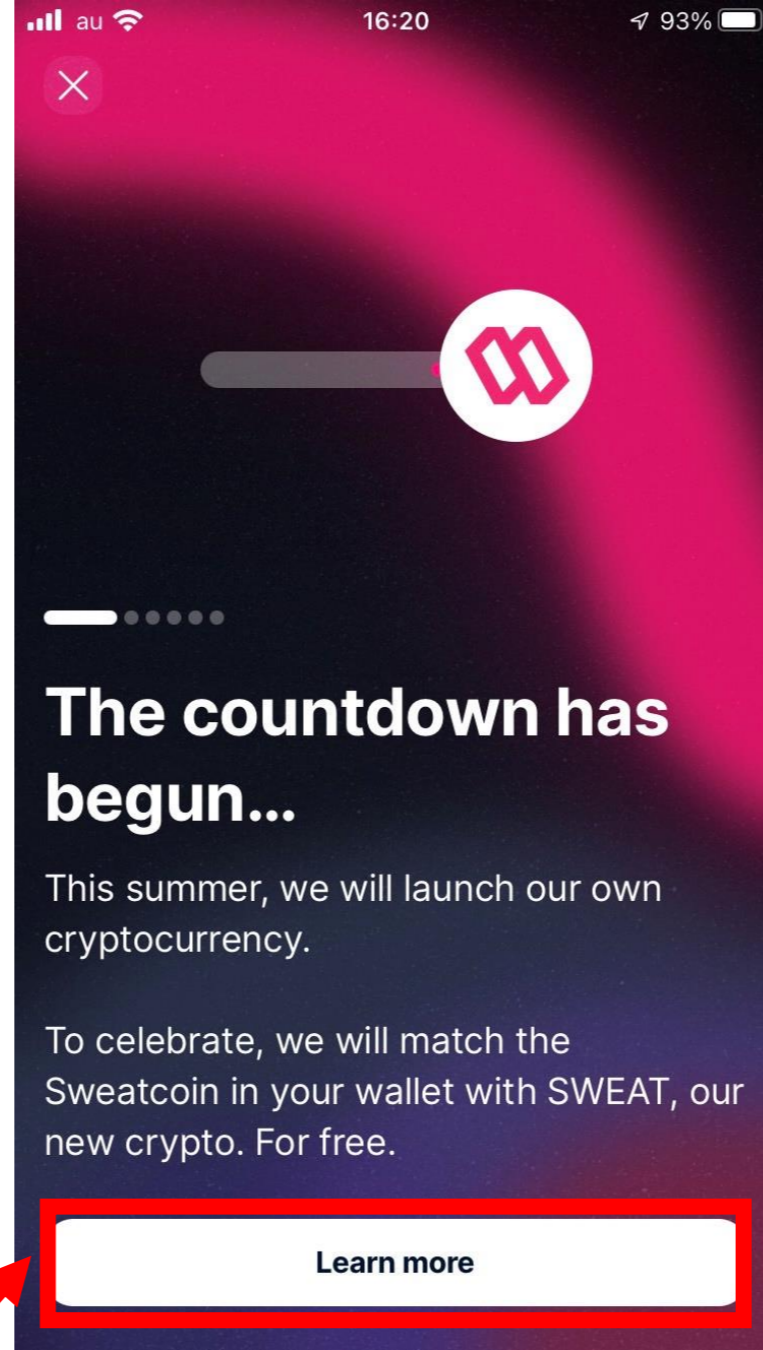 au 16:20 93%
The countdown has
begun...
This summer, we will launch our own
cryptocurrency.
To celebrate, we will match the
Sweatcoin in your wallet with SWEAT, our
new crypto. For free.
Learn more